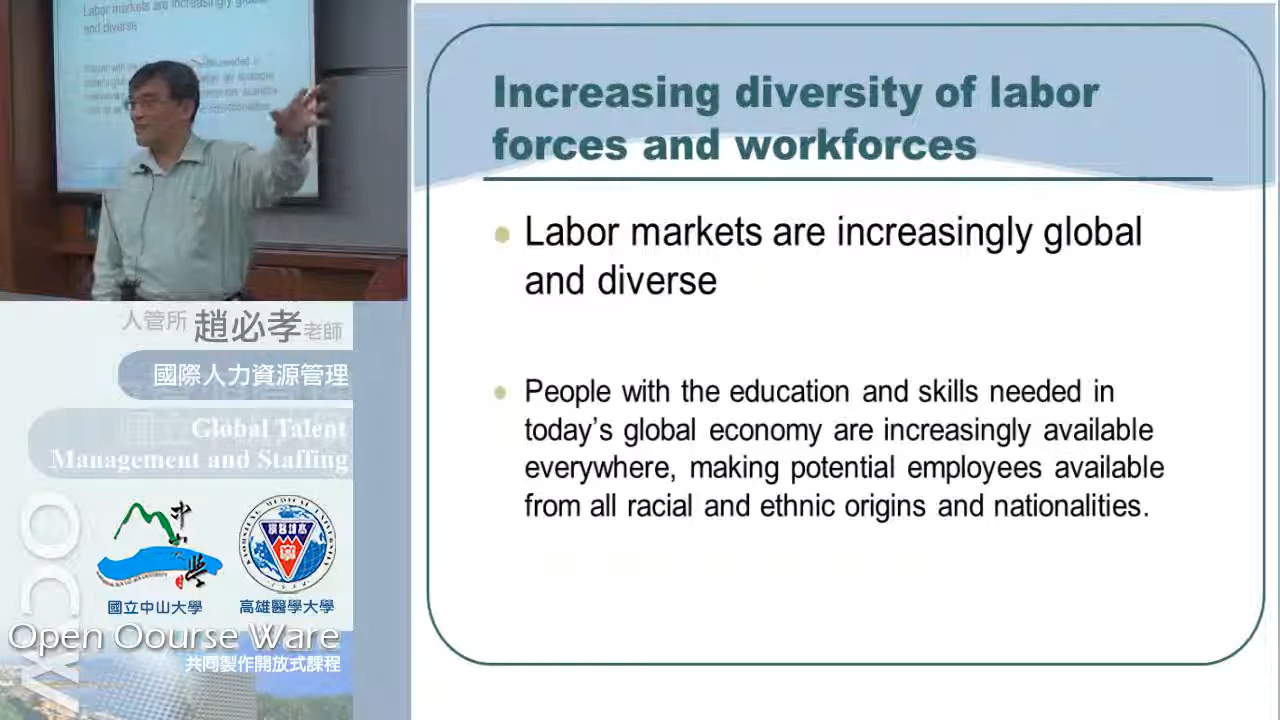 Labor markets are increasingly
and diverse
人管所 趙必孝 老師
國際人力資源管理
Global Talent
Management and Staffing
OCW
國立中山大學
高雄醫學大學
Open Oourse Ware
共同製作開放式課程
Increasing diversity of labor
forces and workforces
Labor markets are increasingly global
and diverse
People with the education and skills needed in
today’s global economy are increasingly available
everywhere, making potential employees available
from all racial and ethnic origins and nationalities.